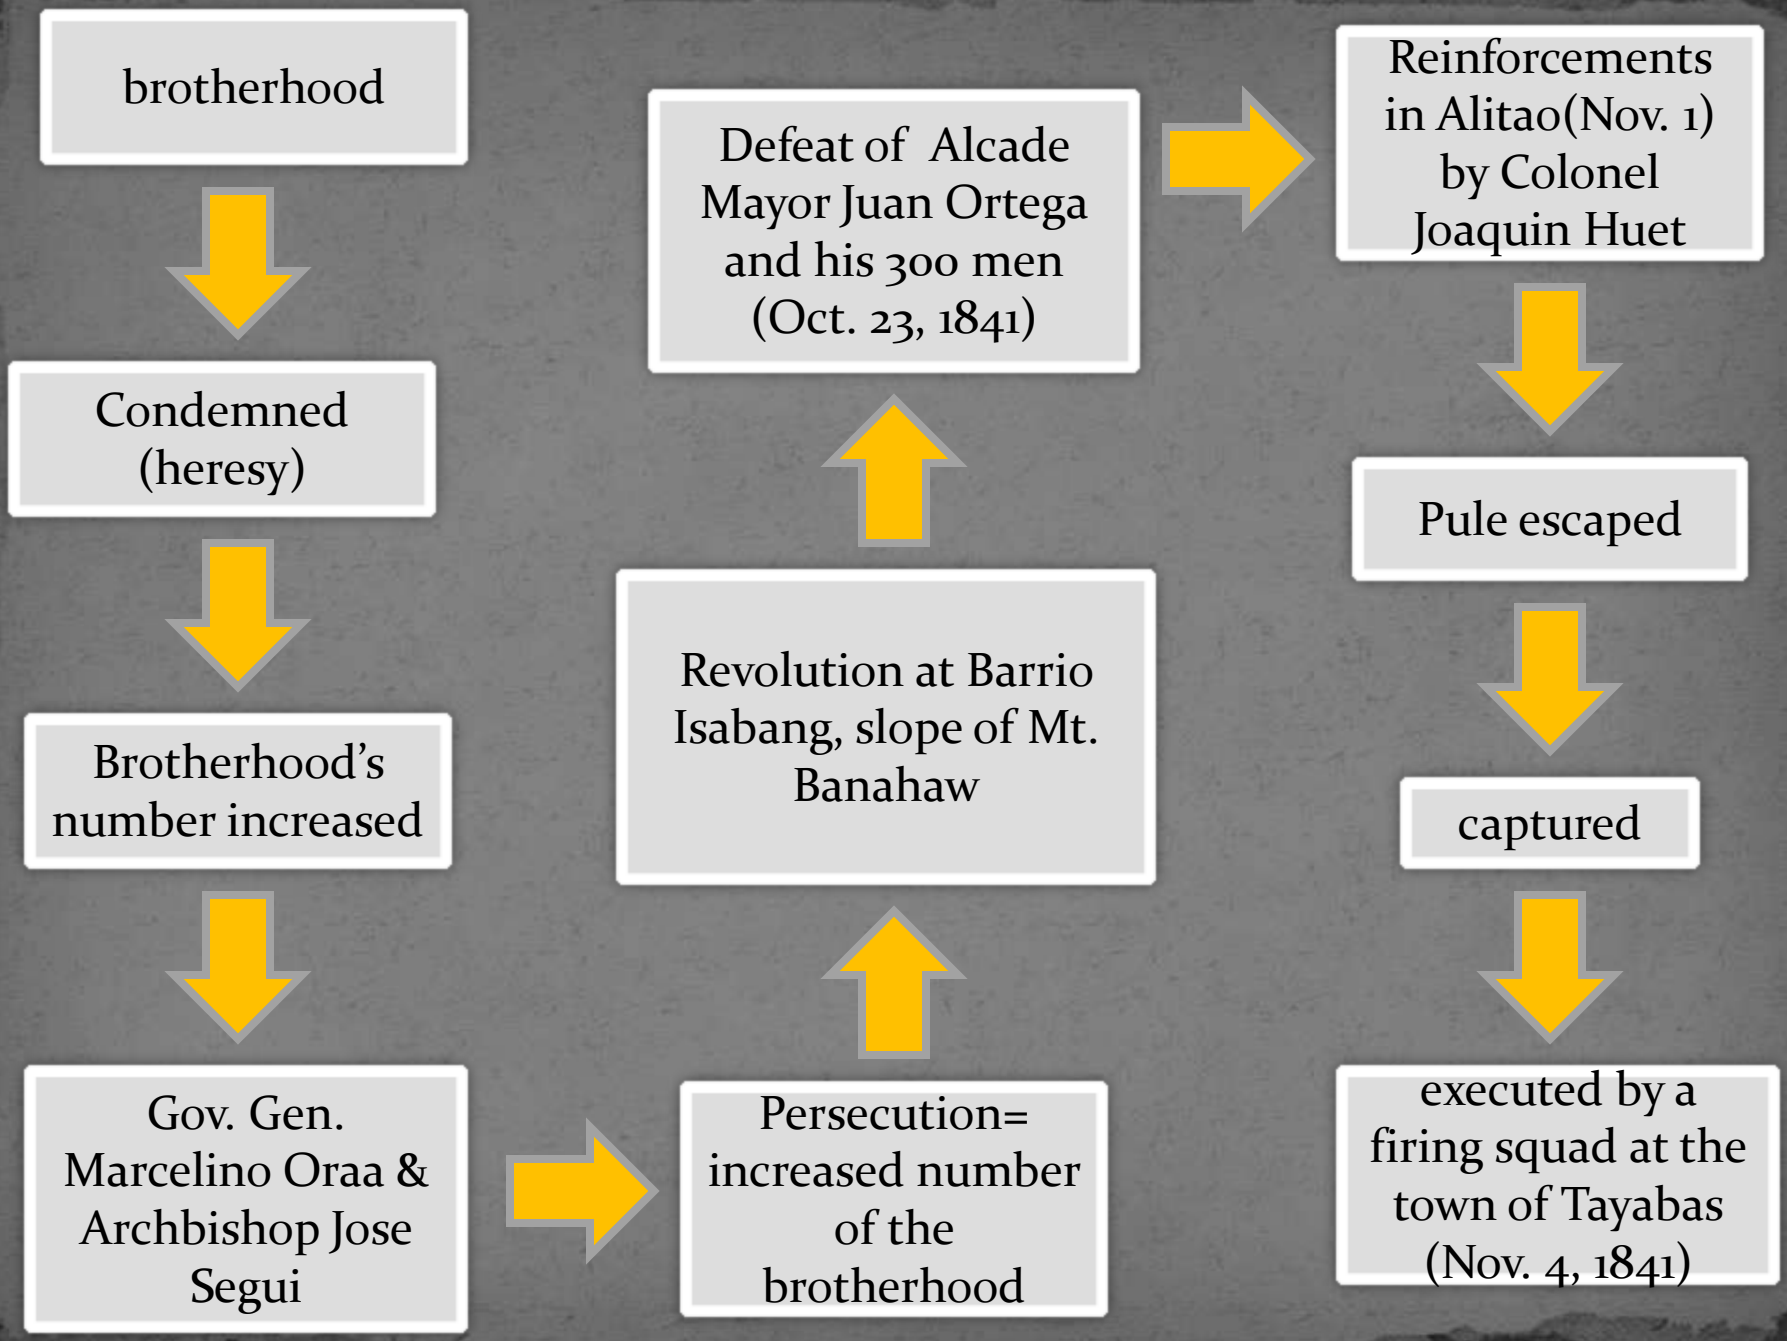 brotherhood
Condemned
(heresy)
Brotherhood’s
number increased
Gov. Gen.
Marcelino Oraa &
Archbishop Jose
Segui
Persecution=
increased number
of the
brotherhood
Revolution at Barrio
Isabang, slope of Mt.
Banahaw
Defeat of Alcade
Mayor Juan Ortega
and his 300 men
(Oct. 23, 1841)
Reinforcements
in Alitao(Nov. 1)
by Colonel
Joaquin Huet
Pule escaped
captured
executed by a
firing squad at the
town of Tayabas
(Nov. 4, 1841)